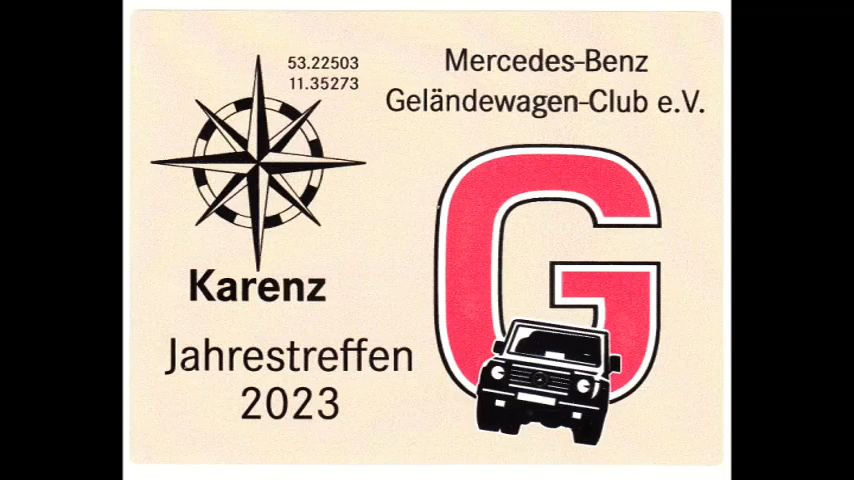 53.22503
11.35273
Mercedes-Benz
Geländewagen-Club e.V.
G
Karenz
Jahrestreffen
2023